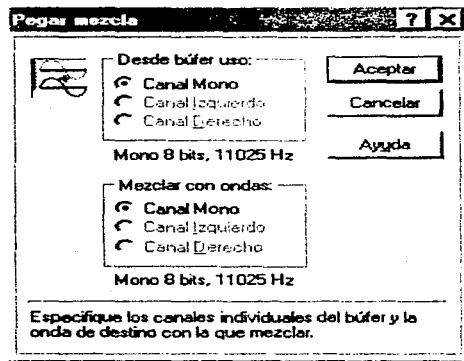 Pegar mezcla
Desde búfer uso:
Canal Mono
Canal Izquierdo
Canal Derecho
Mono 8 bits, 11025 Hz
Mezclar con ondas:
Canal Mono
Canal Izquierdo
Canal Derecho
Mono 8 bits, 11025 Hz
Aceptar
Cancelar
Ayuda
Especifique los canales individuales del búfer y la
onda de destino con la que mezclar.